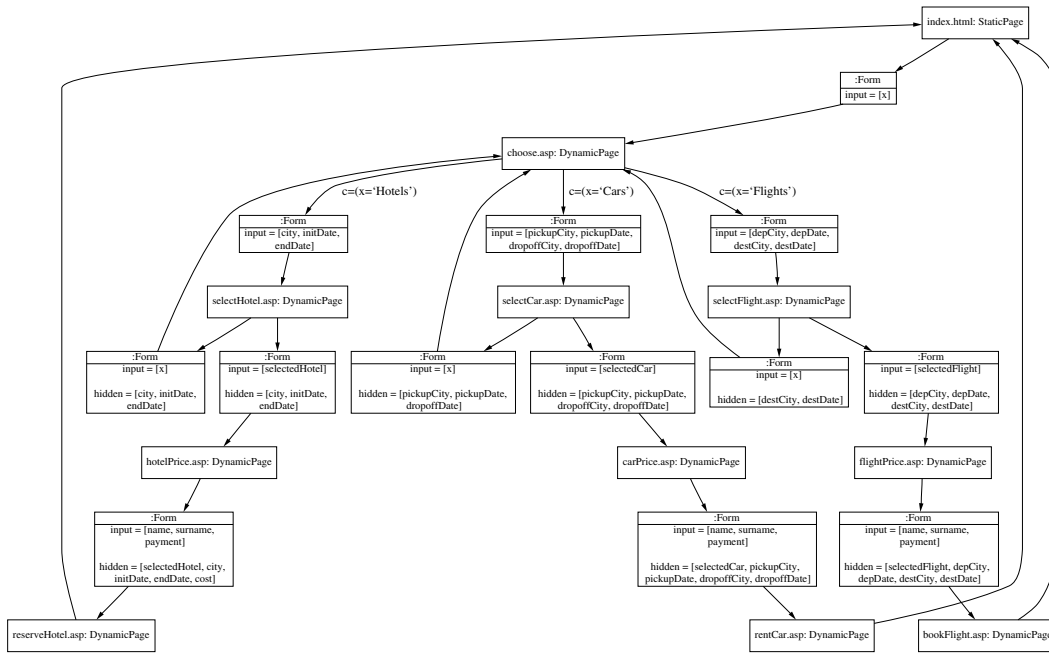 index.html: StaticPage
:Form
input = [x]
choose.asp: DynamicPage
c=(x=‘Hotels’)
c=(x=‘Cars’)
c=(x=‘Flights’)
:Form
input = [city, initDate,
endDate]
:Form
input = [pickupCity, pickupDate,
dropoffCity, dropoffDate]
:Form
input = [depCity, depDate,
destCity, destDate]
selectHotel.asp: DynamicPage
selectCar.asp: DynamicPage
selectFlight.asp: DynamicPage
:Form
input = [x]
hidden = [city, initDate,
endDate]
:Form
input = [selectedHotel]
hidden = [city, initDate,
endDate]
:Form
input = [x]
hidden = [pickupCity, pickupDate,
dropoffDate]
:Form
input = [selectedCar]
hidden = [pickupCity, pickupDate,
dropoffCity, dropoffDate]
:Form
input = [x]
hidden = [destCity, destDate]
:Form
input = [selectedFlight]
hidden = [depCity, depDate,
destCity, destDate]
hotelPrice.asp: DynamicPage
carPrice.asp: DynamicPage
flightPrice.asp: DynamicPage
:Form
input = [name, surname,
payment]
hidden = [selectedHotel, city,
initDate, endDate, cost]
:Form
input = [name, surname,
payment]
hidden = [selectedCar, pickupCity,
pickupDate, dropoffCity, dropoffDate]
:Form
input = [name, surname,
payment]
hidden = [selectedFlight, depCity,
depDate, destCity, destDate]
reserveHotel.asp: DynamicPage
rentCar.asp: DynamicPage
bookFlight.asp: DynamicPage